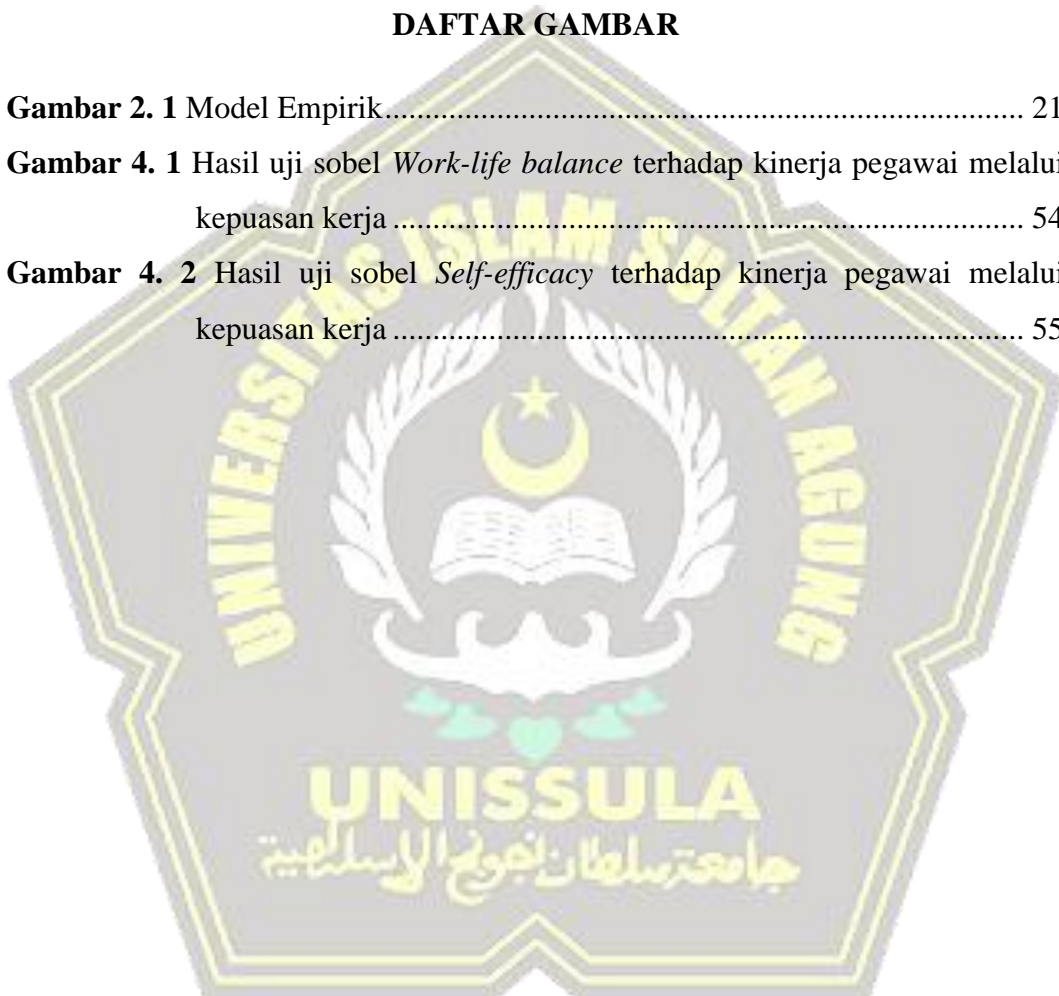 DAFTAR GAMBAR
Gambar 2. 1 Model Empirik........................................................................ 21
Gambar 4. 1 Hasil uji sobel Work-life balance terhadap kinerja pegawai melalui
kepuasan kerja ........................................................................ 54
Gambar 4. 2 Hasil uji sobel Self-efficacy terhadap kinerja pegawai melalui
kepuasan kerja ........................................................................ 55
UNIVERSITAS ISLAM SULTAN AGUNG
UNISSULA
جامعة سلطان أجونج الإسلامية